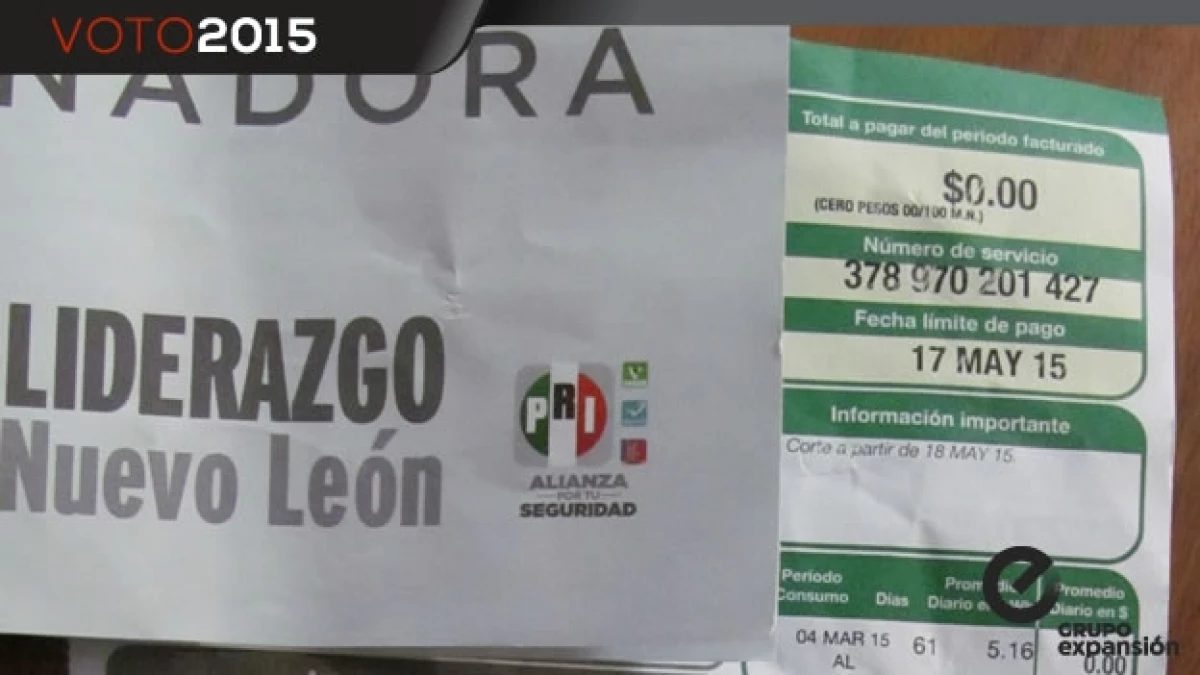 VOTO2015
NADORA
LIDERAZGO
Nuevo León
PRI
ALIANZA
POR TU
SEGURIDAD
Total a pagar del periodo facturado
$0.00
(CERO PESOS 00/100 M.N.)
Número de servicio
378 970 201 427
Fecha límite de pago
17 MAY 15
Información importante
Corte a partir de 18 MAY 15.
Período
Consumo
Días
Diario en
Promedio
Diario en $
04 MAR 15
AL
61
5.16
0.00
GRUPO
expansión